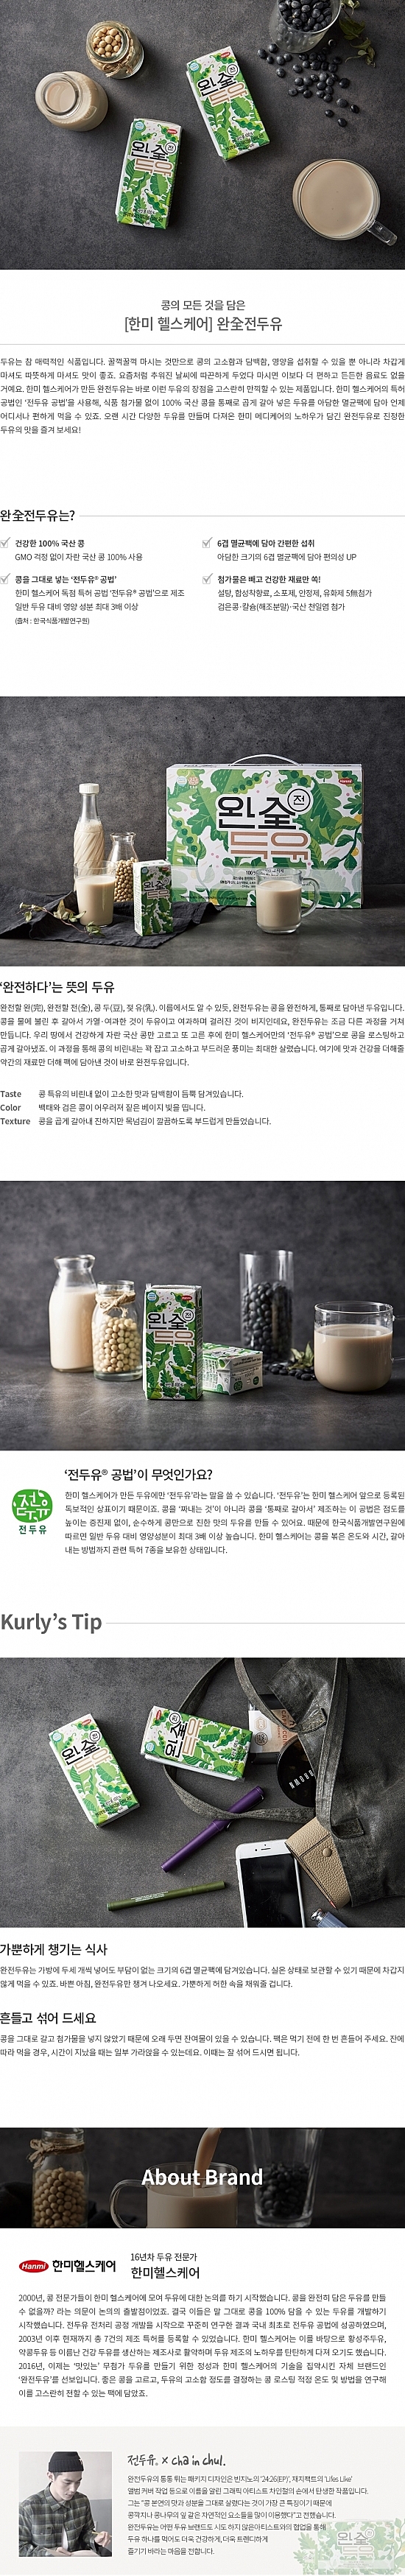 콩의 모든 것을 담은
[한미 헬스케어] 완숲전두유
두유는 참 매력적인 식품입니다. 꿀꺽꿀꺽 마시는 것만으로 콩의 고소함과 담백함, 영양을 섭취할 수 있을 뿐 아니라 차갑게
마셔도 따뜻하게 마셔도 맛이 좋죠. 요즘처럼 추워진 날씨에 따끈하게 두었다 마시면 이보다 더 편하고 든든한 음료도 없을
거예요. 한미 헬스케어가 만든 완전두유는 바로 이런 두유의 장점을 고스란히 만끽할 수 있는 제품입니다. 한미 헬스케어의 특허
공법인 '전두유 공법'을 사용해, 식품 첨가물 없이 100% 국산 콩을 통째로 곱게 갈아 넣은 두유를 아담한 멸균팩에 담아 언제
어디서나 편하게 먹을 수 있죠. 오랜 시간 다양한 두유를 만들며 다져온 한미 메디케어의 노하우가 담긴 완전두유로 진정한
두유의 맛을 즐겨 보세요!
완숲전두유는?
건강한 100% 국산 콩
GMO 걱정 없이 자란 국산 콩 100% 사용
6겹 멸균팩에 담아 간편한 섭취
아담한 크기의 6겹 멸균팩에 담아 편의성 UP
콩을 그대로 넣는 '전두유® 공법'
한미 헬스케어 독점 특허 공법 '전두유® 공법'으로 제조
일반 두유 대비 영양 성분 최대 3배 이상
(출처 : 한국식품개발연구원)
첨가물은 빼고 건강한 재료만 쏙!
설탕, 합성착향료, 소포제, 안정제, 유화제 5無첨가
검은콩·칼슘(해조분말)·국산 천일염 첨가
Hanmi
완숲전두유
'완전하다'는 뜻의 두유
완전할 완(完), 완전할 전(全), 콩 두(豆), 젖 유(乳). 이름에서도 알 수 있듯, 완전두유는 콩을 완전하게, 통째로 담아낸 두유입니다.
콩을 물에 불린 후 갈아서 가열·여과한 것이 두유이고 여과하며 걸러진 것이 비지인데요, 완전두유는 조금 다른 과정을 거쳐
만듭니다. 우리 땅에서 건강하게 자란 국산 콩만 고르고 또 고른 후에 한미 헬스케어만의 '전두유® 공법'으로 콩을 로스팅하고
곱게 갈아냈죠. 이 과정을 통해 콩의 비린내는 꽉 잡고 고소하고 부드러운 풍미는 최대한 살렸습니다. 여기에 맛과 건강을 더해줄
약간의 재료만 더해 팩에 담아낸 것이 바로 완전두유입니다.
Taste 콩 특유의 비린내 없이 고소한 맛과 담백함이 듬뿍 담겨있습니다.
Color 백태와 검은 콩이 어우러져 짙은 베이지 빛을 띱니다.
Texture 콩을 곱게 갈아내 진하지만 목넘김이 깔끔하도록 부드럽게 만들었습니다.
전두유
'전두유® 공법'이 무엇인가요?
한미 헬스케어가 만든 두유에만 '전두유'라는 말을 쓸 수 있습니다. '전두유'는 한미 헬스케어 앞으로 등록된
독보적인 상표이기 때문이죠. 콩을 '짜내는 것'이 아니라 콩을 '통째로 갈아서' 제조하는 이 공법은 점도를
높이는 증진제 없이, 순수하게 콩만으로 진한 맛의 두유를 만들 수 있어요. 때문에 한국식품개발연구원에
따르면 일반 두유 대비 영양성분이 최대 3배 이상 높습니다. 한미 헬스케어는 콩을 볶은 온도와 시간, 갈아
내는 방법까지 관련 특허 7종을 보유한 상태입니다.
Kurly's Tip
가뿐하게 챙기는 식사
완전두유는 가방에 두세 개씩 넣어도 부담이 없는 크기의 6겹 멸균팩에 담겨있습니다. 실온 상태로 보관할 수 있기 때문에 차갑지
않게 먹을 수 있죠. 바쁜 아침, 완전두유만 챙겨 나오세요. 가뿐하게 허한 속을 채워줄 겁니다.
흔들고 섞어 드세요
콩을 그대로 갈고 첨가물을 넣지 않았기 때문에 오래 두면 잔여물이 있을 수 있습니다. 팩은 먹기 전에 한 번 흔들어 주세요. 잔에
따라 먹을 경우, 시간이 지났을 때는 일부 가라앉을 수 있는데요. 이때는 잘 섞어 드시면 됩니다.
About Brand
Hanmi 한미헬스케어
16년차 두유 전문가
한미헬스케어
2000년, 콩 전문가들이 한미 헬스케어에 모여 두유에 대한 논의를 하기 시작했습니다. 콩을 완전히 담은 두유를 만들
수 없을까? 라는 의문이 논의의 출발점이었죠. 결국 이들은 말 그대로 콩을 100% 담을 수 있는 두유를 개발하기
시작했습니다. 전두유 전처리 공정 개발을 시작으로 꾸준히 연구한 결과 국내 최초로 전두유 공법에 성공하였으며,
2003년 이후 현재까지 총 7건의 제조 특허를 등록할 수 있었습니다. 한미 헬스케어는 이를 바탕으로 황성주두유,
약콩두유 등 이름난 건강 두유를 생산하는 제조사로 활약하며 두유 제조의 노하우를 탄탄하게 다져 오기도 했습니다.
2016년, 이제는 '맛있는' 무첨가 두유를 만들기 위한 정성과 한미 헬스케어의 기술을 집약시킨 자체 브랜드인
'완전두유'를 선보입니다. 좋은 콩을 고르고, 두유의 고소함 정도를 결정하는 콩 로스팅 적정 온도 및 방법을 연구해
이를 고스란히 전할 수 있는 팩에 담았죠.
전두유. × cha in chul.
완전두유의 통통 튀는 패키지 디자인은 빈지노의 '24:26(EP)', 재지팩트의 'Lifes Like'
앨범 커버 작업 등으로 이름을 알린 그래픽 아티스트 차인철의 손에서 탄생한 작품입니다.
그는 "콩 본연의 맛과 성분을 그대로 살렸다는 것이 가장 큰 특징이기 때문에
콩깍지나 콩나무의 잎 같은 자연적인 요소들을 많이 이용했다"고 전했습니다.
완전두유는 어떤 두유 브랜드도 시도 하지 않은 아티스트와의 협업을 통해
두유 하나를 먹어도 더욱 건강하게, 더욱 트렌디하게
즐기기 바라는 마음을 전합니다.